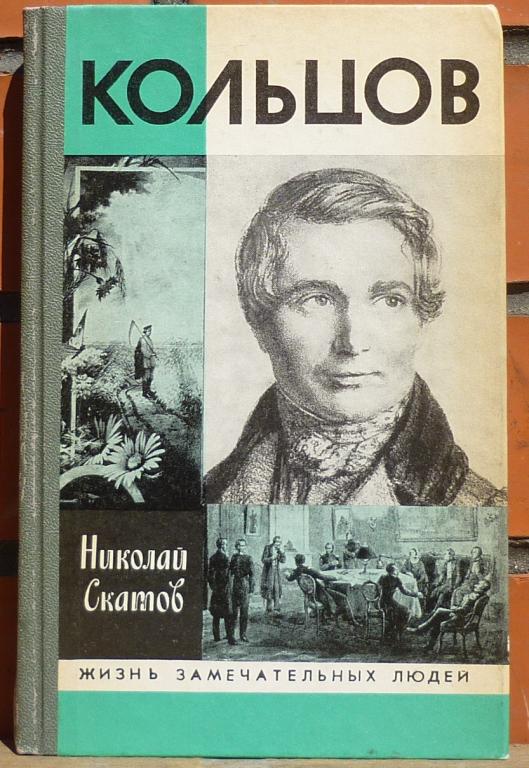 КОЛЬЦОВ
Николай
Скатов
ЖИЗНЬ ЗАМЕЧАТЕЛЬНЫХ ЛЮДЕЙ